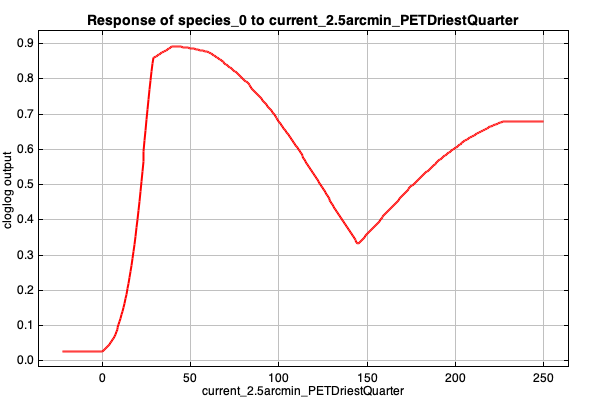 Response of species_0 to current_2.5arcmin_PETDriestQuarter
0.9
0.8
0.7
0.6
0.5
0.4
0.3
0.2
0.1
0.0
cloglog output
0 50 100 150 200 250
current_2.5arcmin_PETDriestQuarter